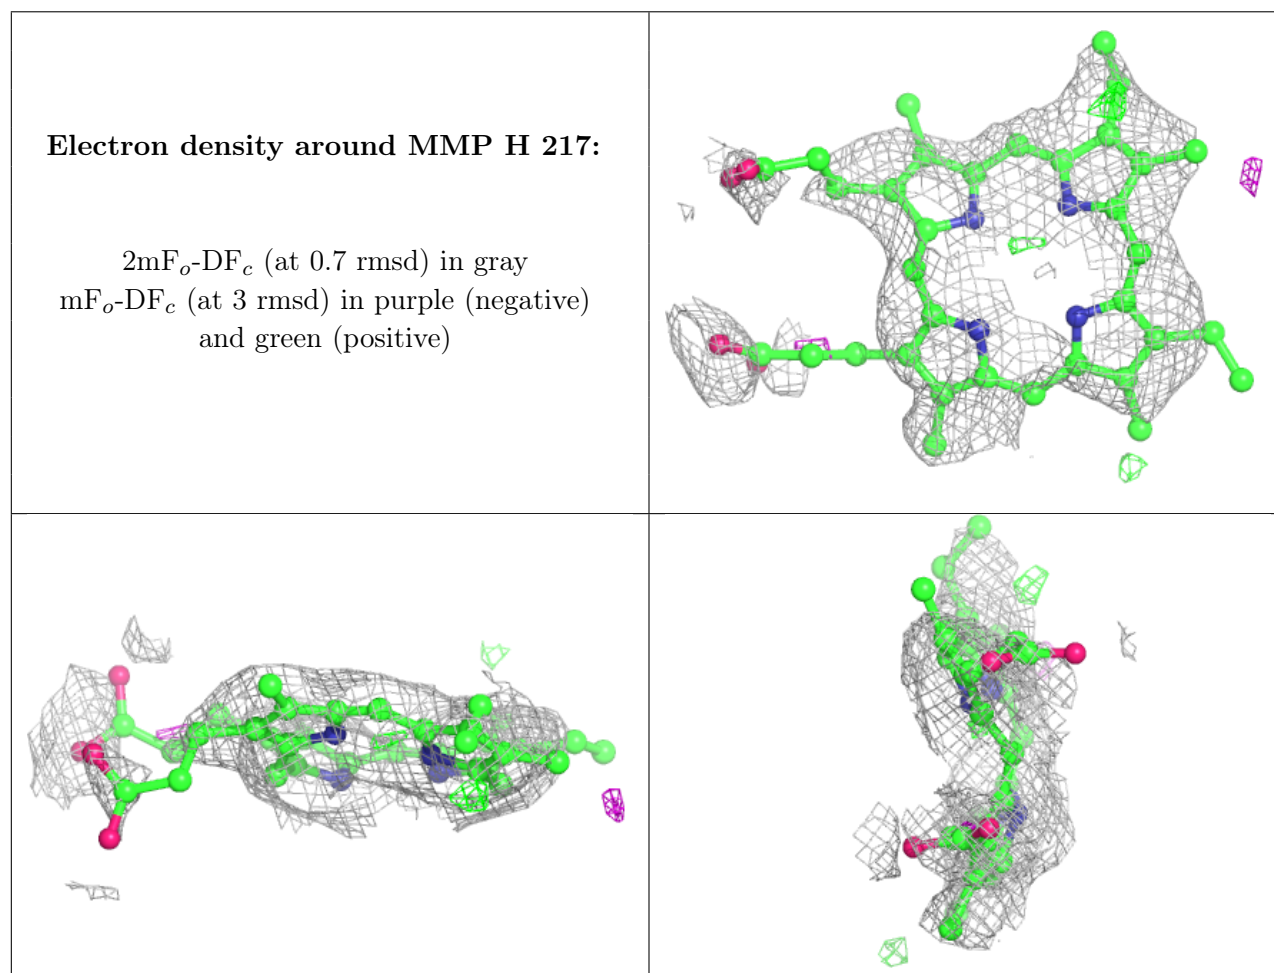 Electron density around MMP H 217:
2mFo-DFc (at 0.7 rmsd) in gray
mFo-DFc (at 3 rmsd) in purple (negative)
and green (positive)